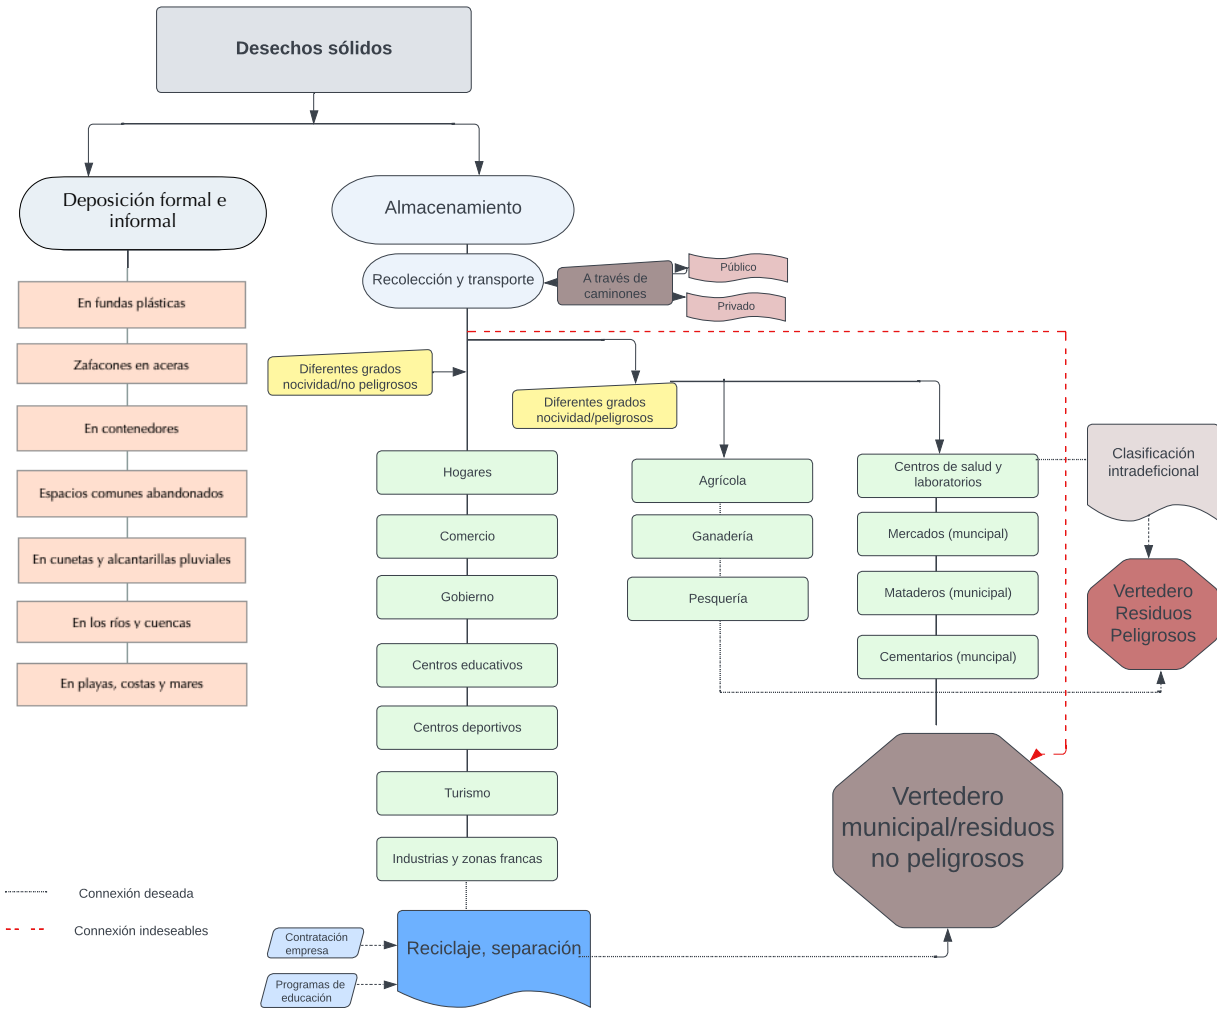 Desechos sólidos
Deposición formal e
informal
En fundas plásticas
Zafacones en aceras
En contenedores
Espacios comunes abandonados
En cunetas y alcantarillas pluviales
En los ríos y cuencas
En playas, costas y mares
Almacenamiento
Recolección y transporte
A través de
caminones
Público
Privado
Diferentes grados
nocividad/no peligrosos
Diferentes grados
nocividad/peligrosos
Hogares
Comercio
Gobierno
Centros educativos
Centros deportivos
Turismo
Industrias y zonas francas
Agrícola
Ganadería
Pesquería
Centros de salud y
laboratorios
Mercados (muncipal)
Mataderos (municipal)
Cementarios (muncipal)
Clasificación
intradeficional
Vertedero
Residuos
Peligrosos
Vertedero
municipal/residuos
no peligrosos
Connexión deseada
Connexión indeseables
Contratación
empresa
Programas de
educación
Reciclaje, separación